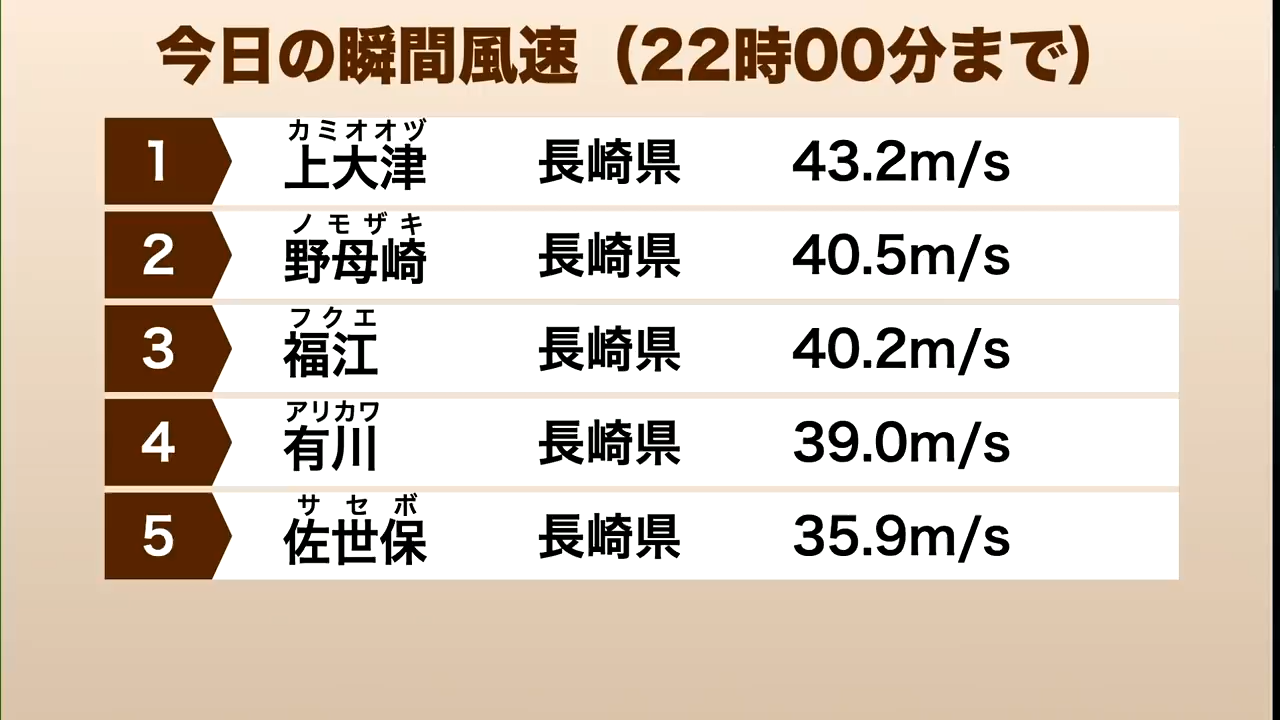 今日の瞬間風速（22時00分まで）
1 カミオオヅ 上大津 長崎県 43.2m/s
2 ノモザキ 野母崎 長崎県 40.5m/s
3 フクエ 福江 長崎県 40.2m/s
4 アリカワ 有川 長崎県 39.0m/s
5 サセボ 佐世保 長崎県 35.9m/s